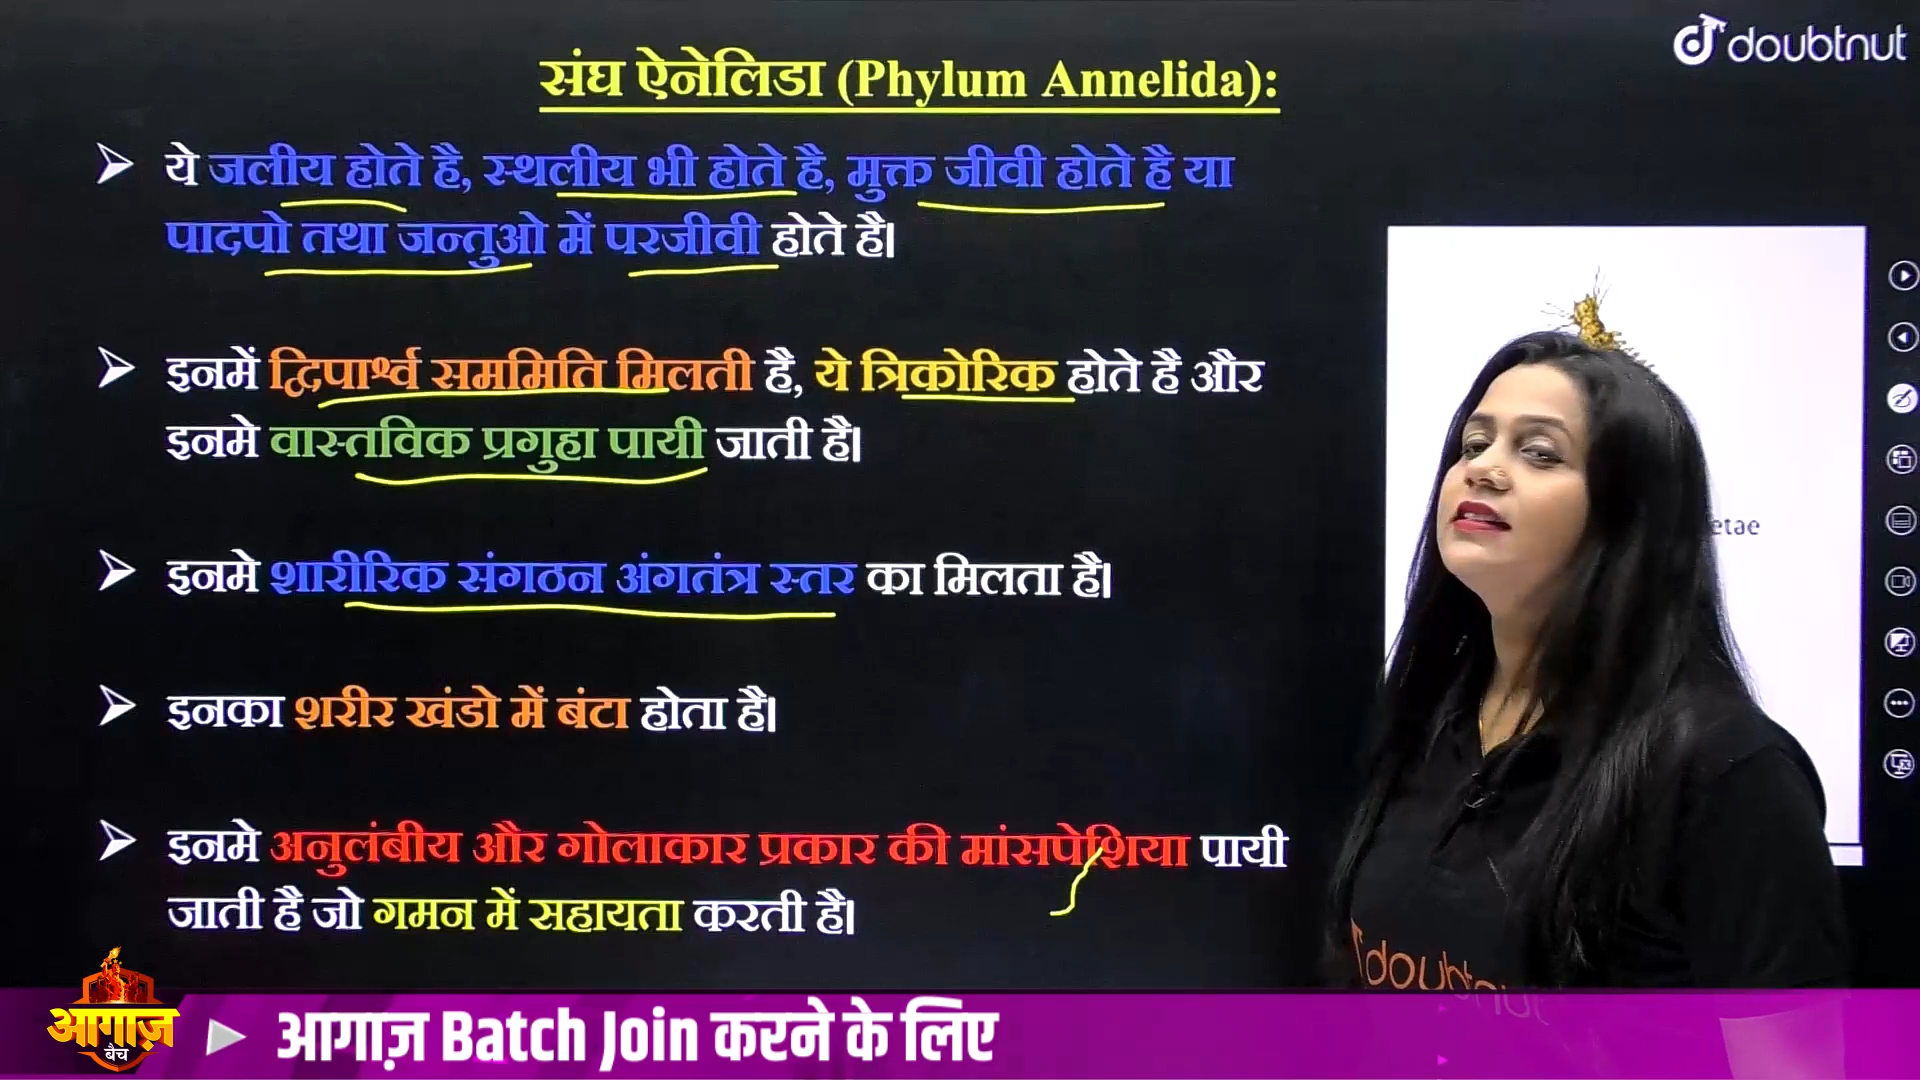 doubtnut
संघ ऐनेलिडा (Phylum Annelida):
ये जलीय होते है, स्थलीय भी होते है, मुक्त जीवी होते है या
पादपो तथा जन्तुओ में परजीवी होते है।
इनमें द्विपार्श्व सममिति मिलती है, ये त्रिकोरिक होते है और
इनमे वास्तविक प्रगुहा पायी जाती है।
इनमे शारीरिक संगठन अंगतंत्र स्तर का मिलता है।
इनका शरीर खंडो में बंटा होता है।
इनमे अनुलंबीय और गोलाकार प्रकार की मांसपेशिया पायी
जाती है जो गमन में सहायता करती है।
etae
doubtnut
आगाज़
बैच
आगाज़ Batch Join करने के लिए